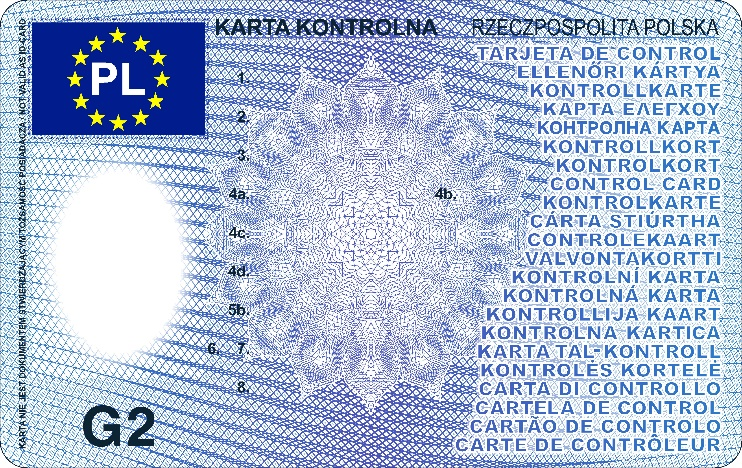 KARTA KONTROLNA
RZECZPOSPOLITA POLSKA
PL
TARJETA DE CONTROL
ELLENŐRI KÁRTYA
KONTROLLKARTE
ΚΑΡΤΑ ΕΛΕΓΧΟΥ
КОНТРОЛНА КАРТА
KONTROLLKORT
KONTROLKORT
CONTROL CARD
KONTROLKARTE
CÁRTA STIÚRTHA
CONTROLEKAART
VALVONTAKORTTI
KONTROLNÍ KARTA
KONTROLNÁ KARTA
KONTROLLIJA KAART
KONTROLNA KARTICA
KARTA TAL-KONTROLL
KONTROLĖS KORTELĖ
CARTA DI CONTROLLO
CARTELA DE CONTROL
CARTÃO DE CONTROLO
CARTE DE CONTRÔLEUR
1.
2.
3.
4a.
4b.
4c.
4d.
5b.
6.
7.
8.
G2
KARTA NIE JEST DOKUMENTEM STWIERDZAJĄCYM TOŻSAMOŚĆ POSIADACZA / NOT VALID AS ID-CARD